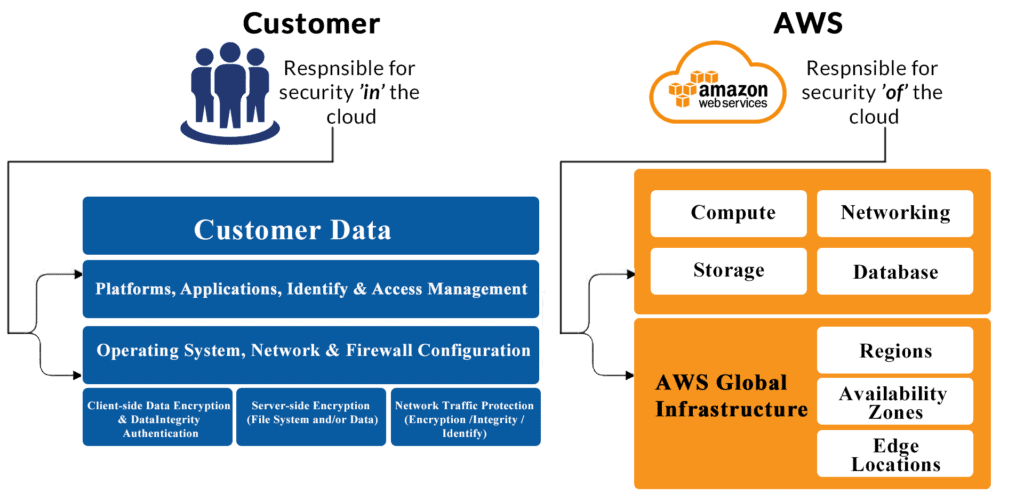 Customer
Respnsible for
security 'in' the
cloud
Customer Data
Platforms, Applications, Identify & Access Management
Operating System, Network & Firewall Configuration
Client-side Data Encryption
& DataIntegrity
Authentication
Server-side Encryption
(File System and/or Data)
Network Traffic Protection
(Encryption /Integrity /
Identify)
AWS
amazon
web services
Respnsible for
security 'of' the
cloud
Compute
Networking
Storage
Database
AWS Global
Infrastructure
Regions
Availability
Zones
Edge
Locations